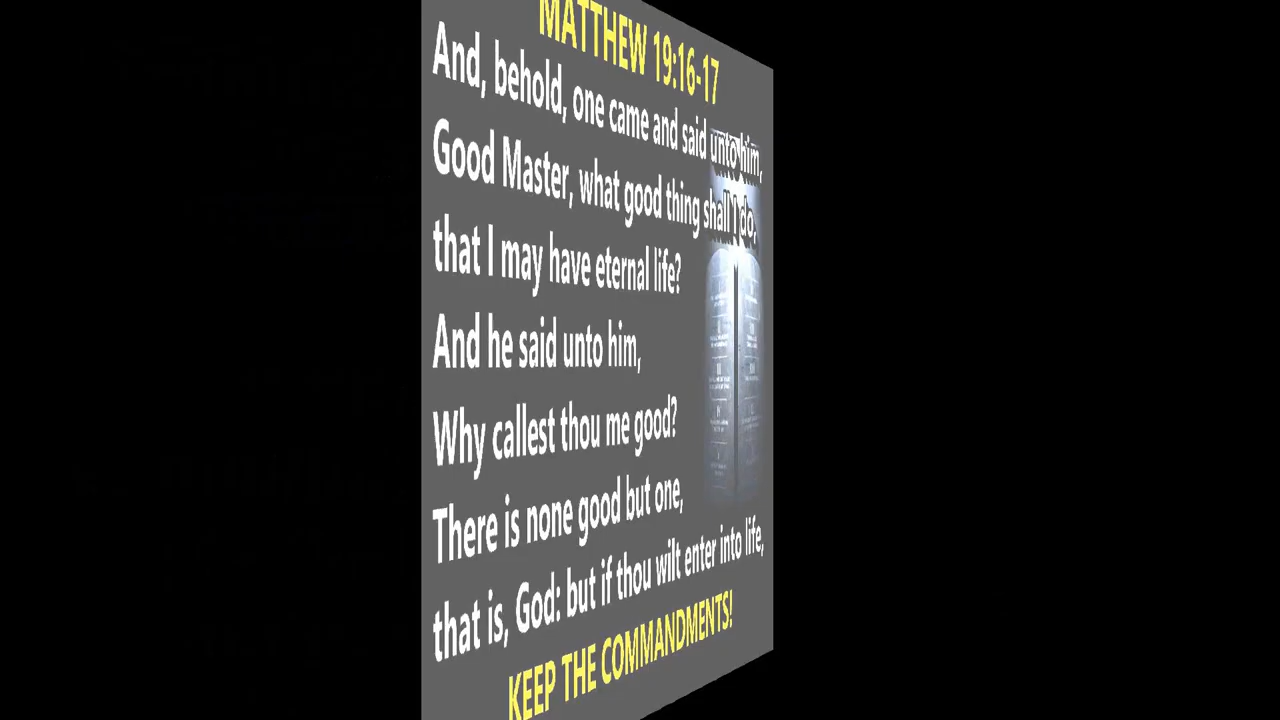 MATTHEW 19:16-17
And, behold, one came and said unto him,
Good Master, what good thing shall I do,
that I may have eternal life?
And he said unto him,
Why callest thou me good?
There is none good but one,
that is, God: but if thou wilt enter into life,
KEEP THE COMMANDMENTS!